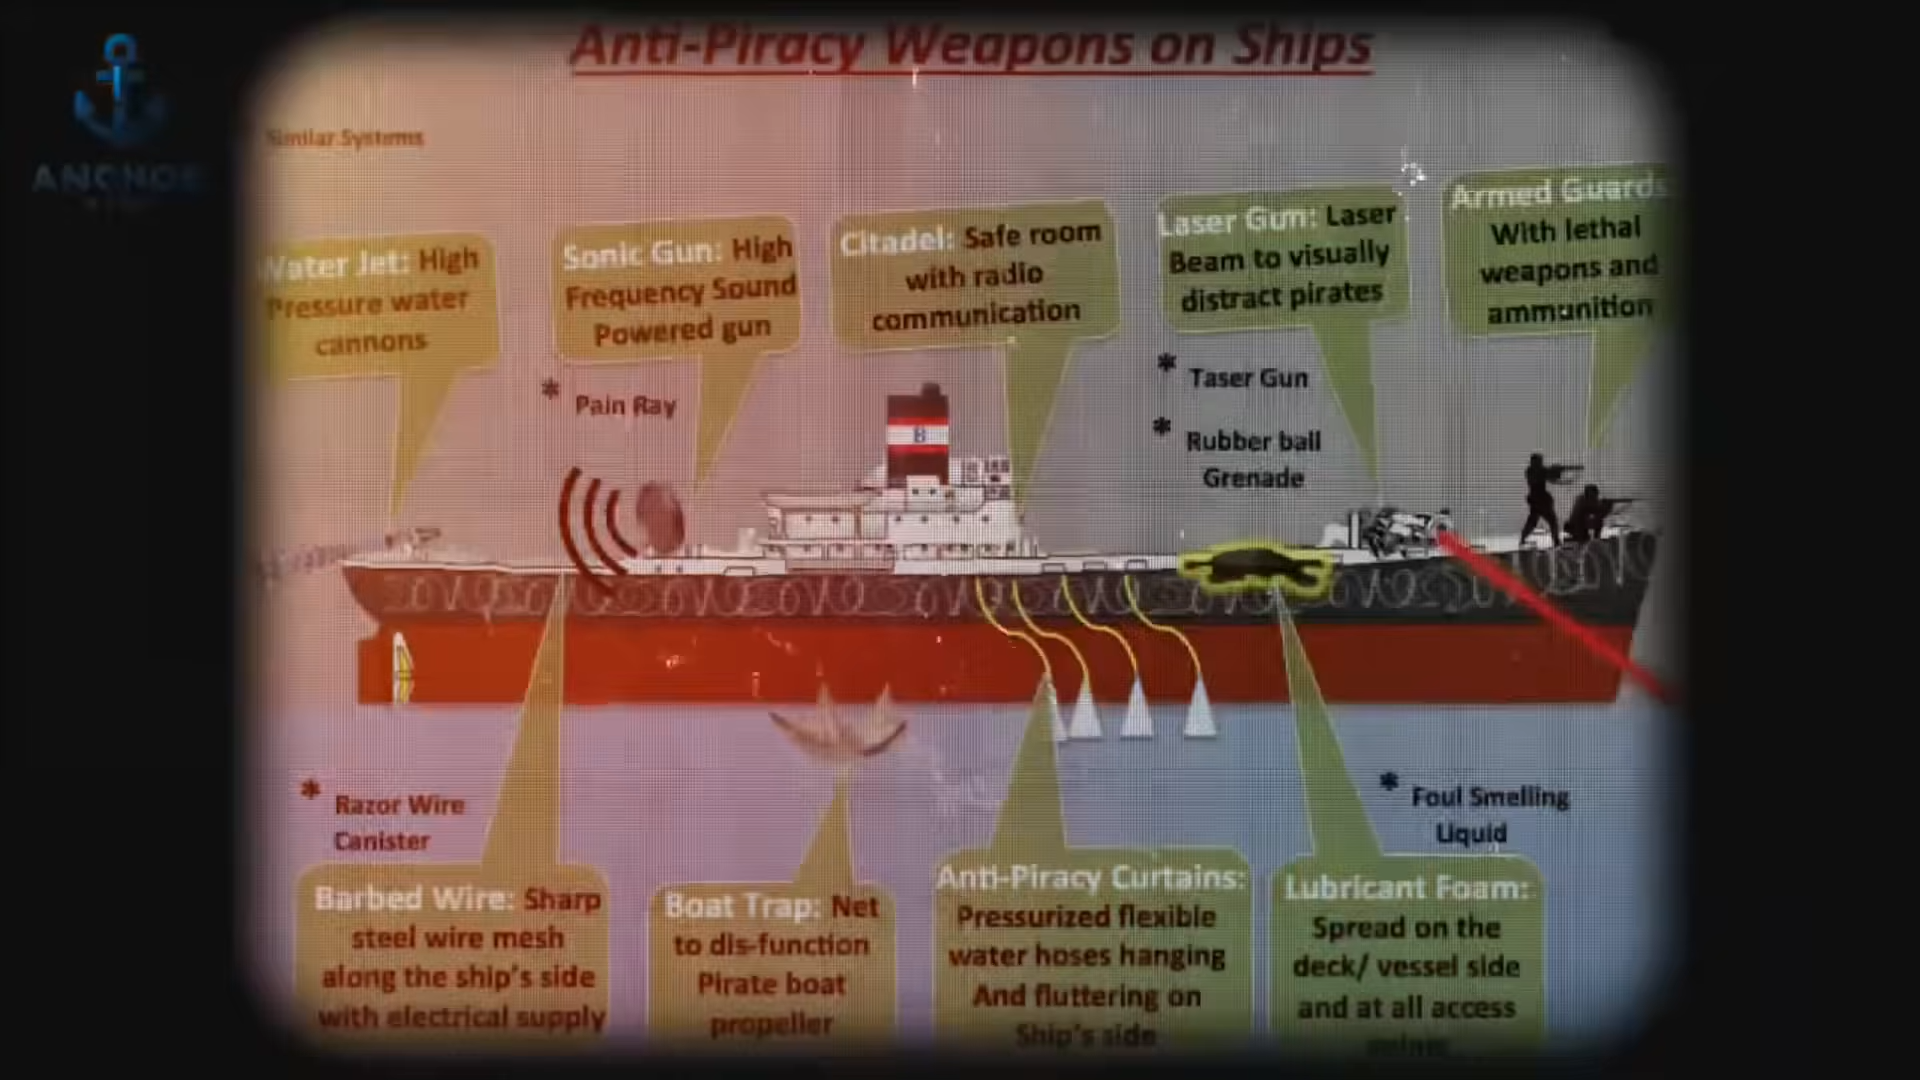 Anti-Piracy Weapons on Ships
ANCHOR
Similar Systems
Water Jet: High
Pressure water
cannons
Sonic Gun: High
Frequency Sound
Powered gun
Citadel: Safe room
with radio
communication
Laser Gun: Laser
Beam to visually
distract pirates
Armed Guards
With lethal
weapons and
ammunition
* Pain Ray
* Taser Gun
* Rubber ball
Grenade
B
* Razor Wire
Canister
* Foul Smelling
Liquid
Barbed Wire: Sharp
steel wire mesh
along the ship's side
with electrical supply
Boat Trap: Net
to dis-function
Pirate boat
propeller
Anti-Piracy Curtains:
Pressurized flexible
water hoses hanging
And fluttering on
Ship's side
Lubricant Foam:
Spread on the
deck/ vessel side
and at all access